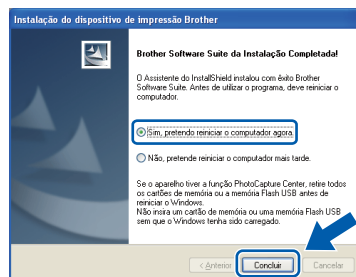 Instalação do dispositivo de impressão Brother
Brother Software Suite da Instalação Completada!
O Assistente do InstallShield instalou com êxito Brother
Software Suite. Antes de utilizar o programa, deve reiniciar o
computador.
Sim, pretendo reiniciar o computador agora.
Não, pretende reiniciar o computador mais tarde.
Se o aparelho tiver a função PhotoCapture Center, retire todos
os cartões de memória ou a memória Flash USB antes de
reiniciar o Windows.
Não insira um cartão de memória ou uma memória Flash USB
sem que o Windows tenha sido carregado.
< Anterior Concluir Cancelar